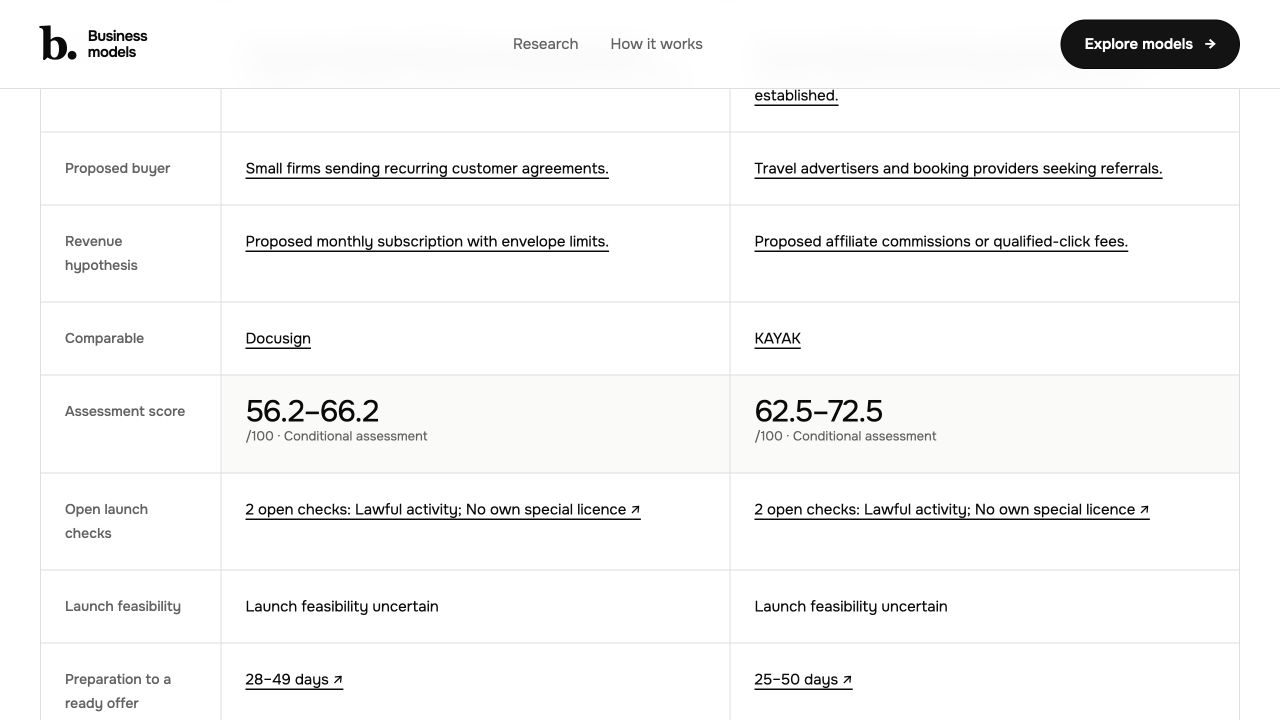 b. Business
models
Research
How it works
Explore models →
established.
Proposed buyer
Small firms sending recurring customer agreements.
Travel advertisers and booking providers seeking referrals.
Revenue
hypothesis
Proposed monthly subscription with envelope limits.
Proposed affiliate commissions or qualified-click fees.
Comparable
Docusign
KAYAK
Assessment score
56.2–66.2
/100 · Conditional assessment
62.5–72.5
/100 · Conditional assessment
Open launch
checks
2 open checks: Lawful activity; No own special licence ↗
2 open checks: Lawful activity; No own special licence ↗
Launch feasibility
Launch feasibility uncertain
Launch feasibility uncertain
Preparation to a
ready offer
28–49 days ↗
25–50 days ↗